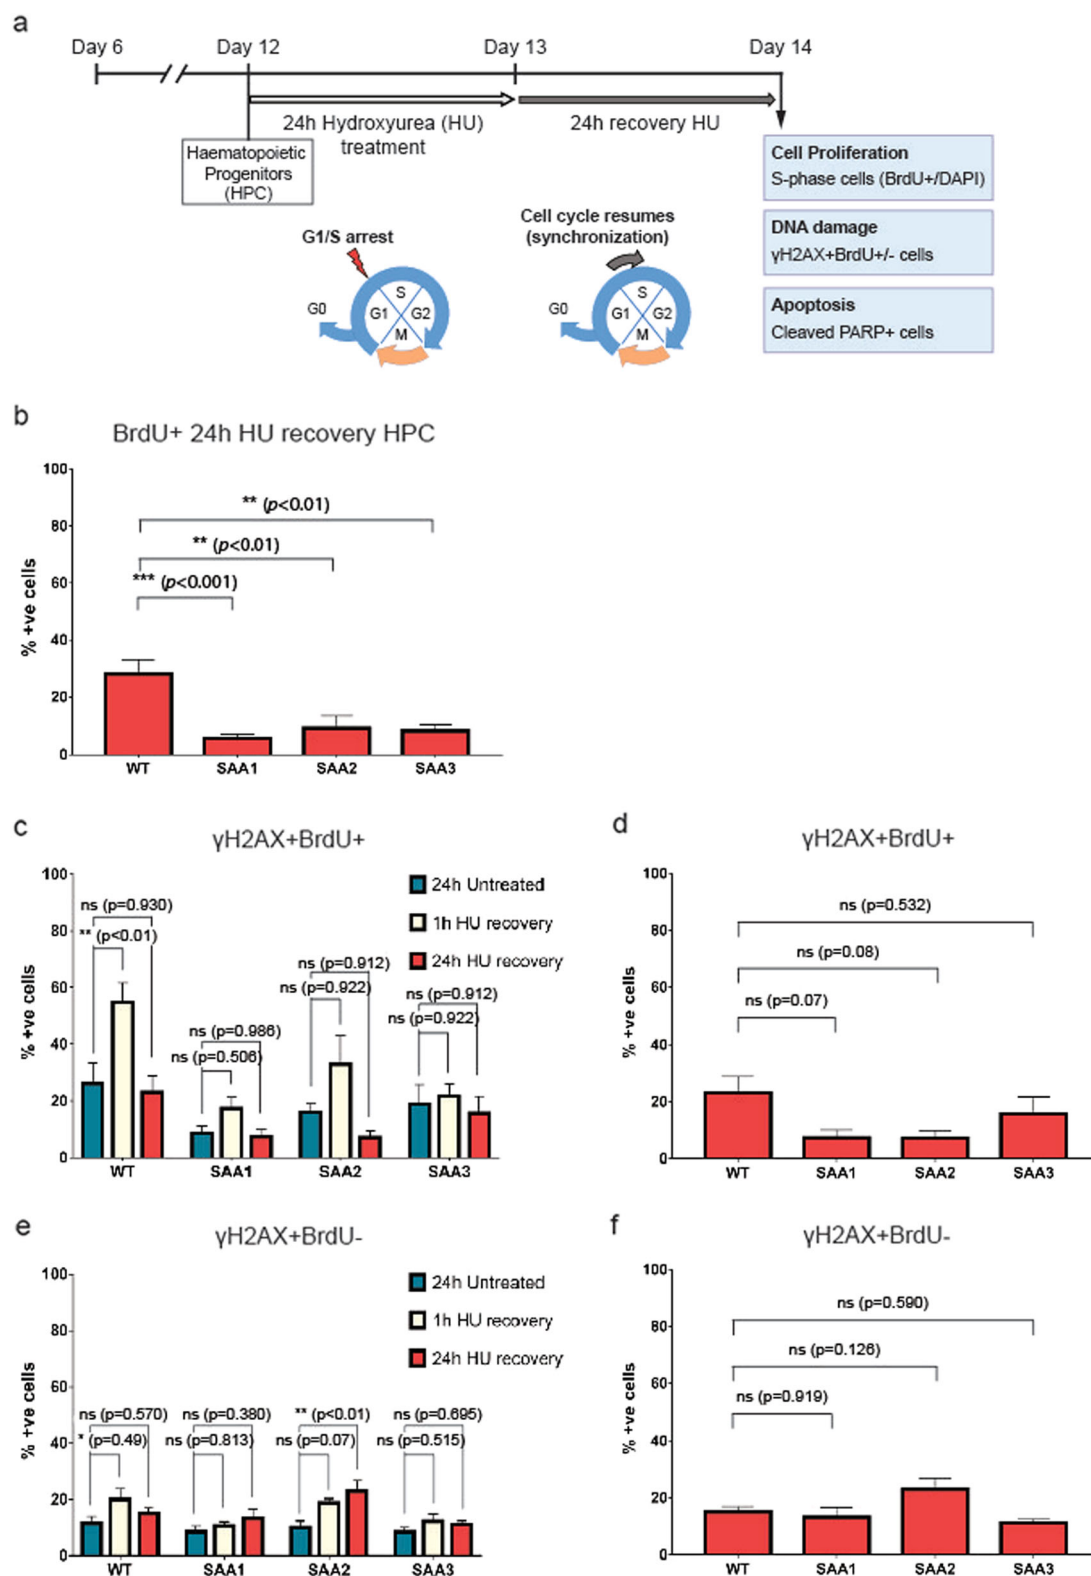 a
Day 6
Day 12
Day 13
Day 14
24h Hydroxyurea (HU)
treatment
24h recovery HU
Haematopoietic
Progenitors
(HPC)
Cell Proliferation
S-phase cells (BrdU+/DAPI)
DNA damage
γH2AX+BrdU+/- cells
Apoptosis
Cleaved PARP+ cells
G1/S arrest
Cell cycle resumes
(synchronization)
G0
G1
S
G2
M
G0
G1
S
G2
M
b
BrdU+ 24h HU recovery HPC
% +ve cells
100
80
60
40
20
0
** (p<0.01)
** (p<0.01)
*** (p<0.001)
WT
SAA1
SAA2
SAA3
c
γH2AX+BrdU+
% +ve cells
100
80
60
40
20
0
24h Untreated
1h HU recovery
24h HU recovery
ns (p=0.930)
** (p<0.01)
ns (p=0.986)
ns (p=0.506)
ns (p=0.912)
ns (p=0.922)
ns (p=0.912)
ns (p=0.922)
WT
SAA1
SAA2
SAA3
d
γH2AX+BrdU+
% +ve cells
100
80
60
40
20
0
ns (p=0.532)
ns (p=0.08)
ns (p=0.07)
WT
SAA1
SAA2
SAA3
e
γH2AX+BrdU-
% +ve cells
100
80
60
40
20
0
24h Untreated
1h HU recovery
24h HU recovery
ns (p=0.570)
* (p=0.49)
ns (p=0.380)
ns (p=0.813)
** (p<0.01)
ns (p=0.07)
ns (p=0.695)
ns (p=0.515)
WT
SAA1
SAA2
SAA3
f
γH2AX+BrdU-
% +ve cells
100
80
60
40
20
0
ns (p=0.590)
ns (p=0.126)
ns (p=0.919)
WT
SAA1
SAA2
SAA3